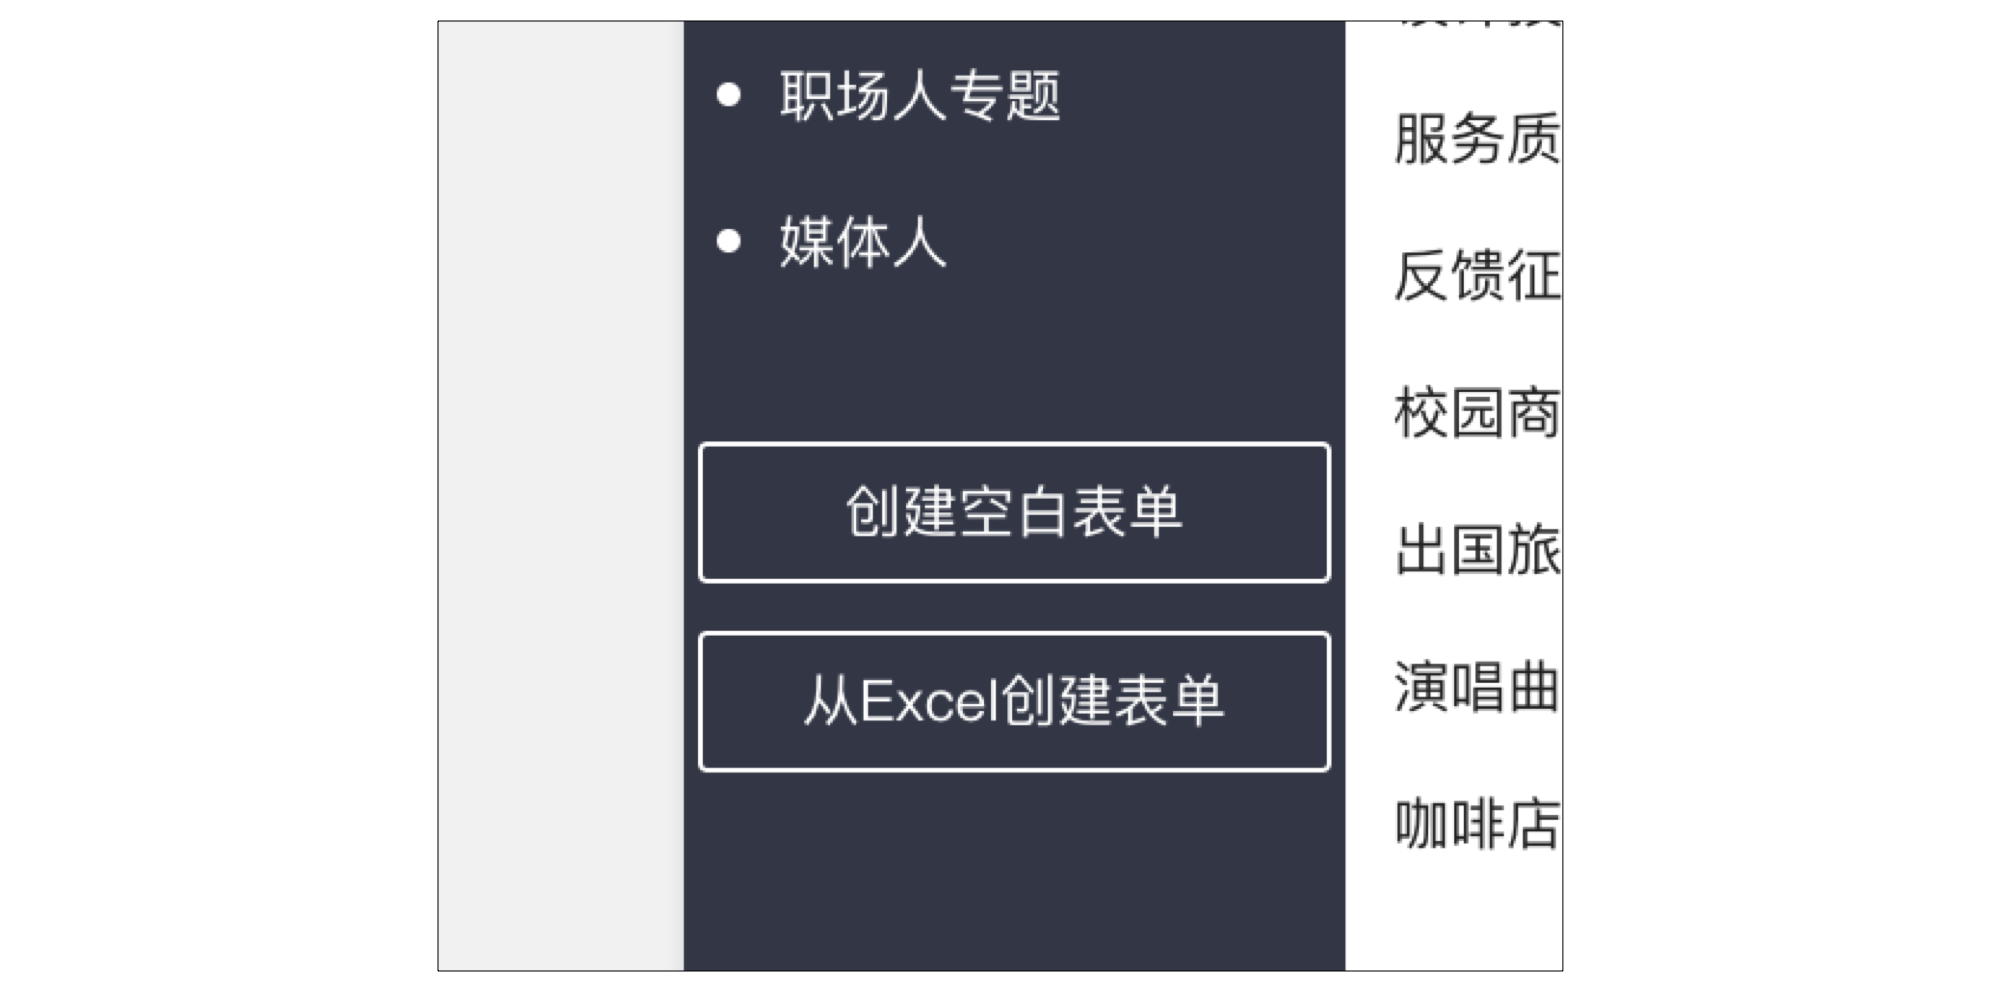 职场人专题
媒体人
创建空白表单
从Excel创建表单
服务质
反馈征
校园商
出国旅
演唱曲
咖啡店